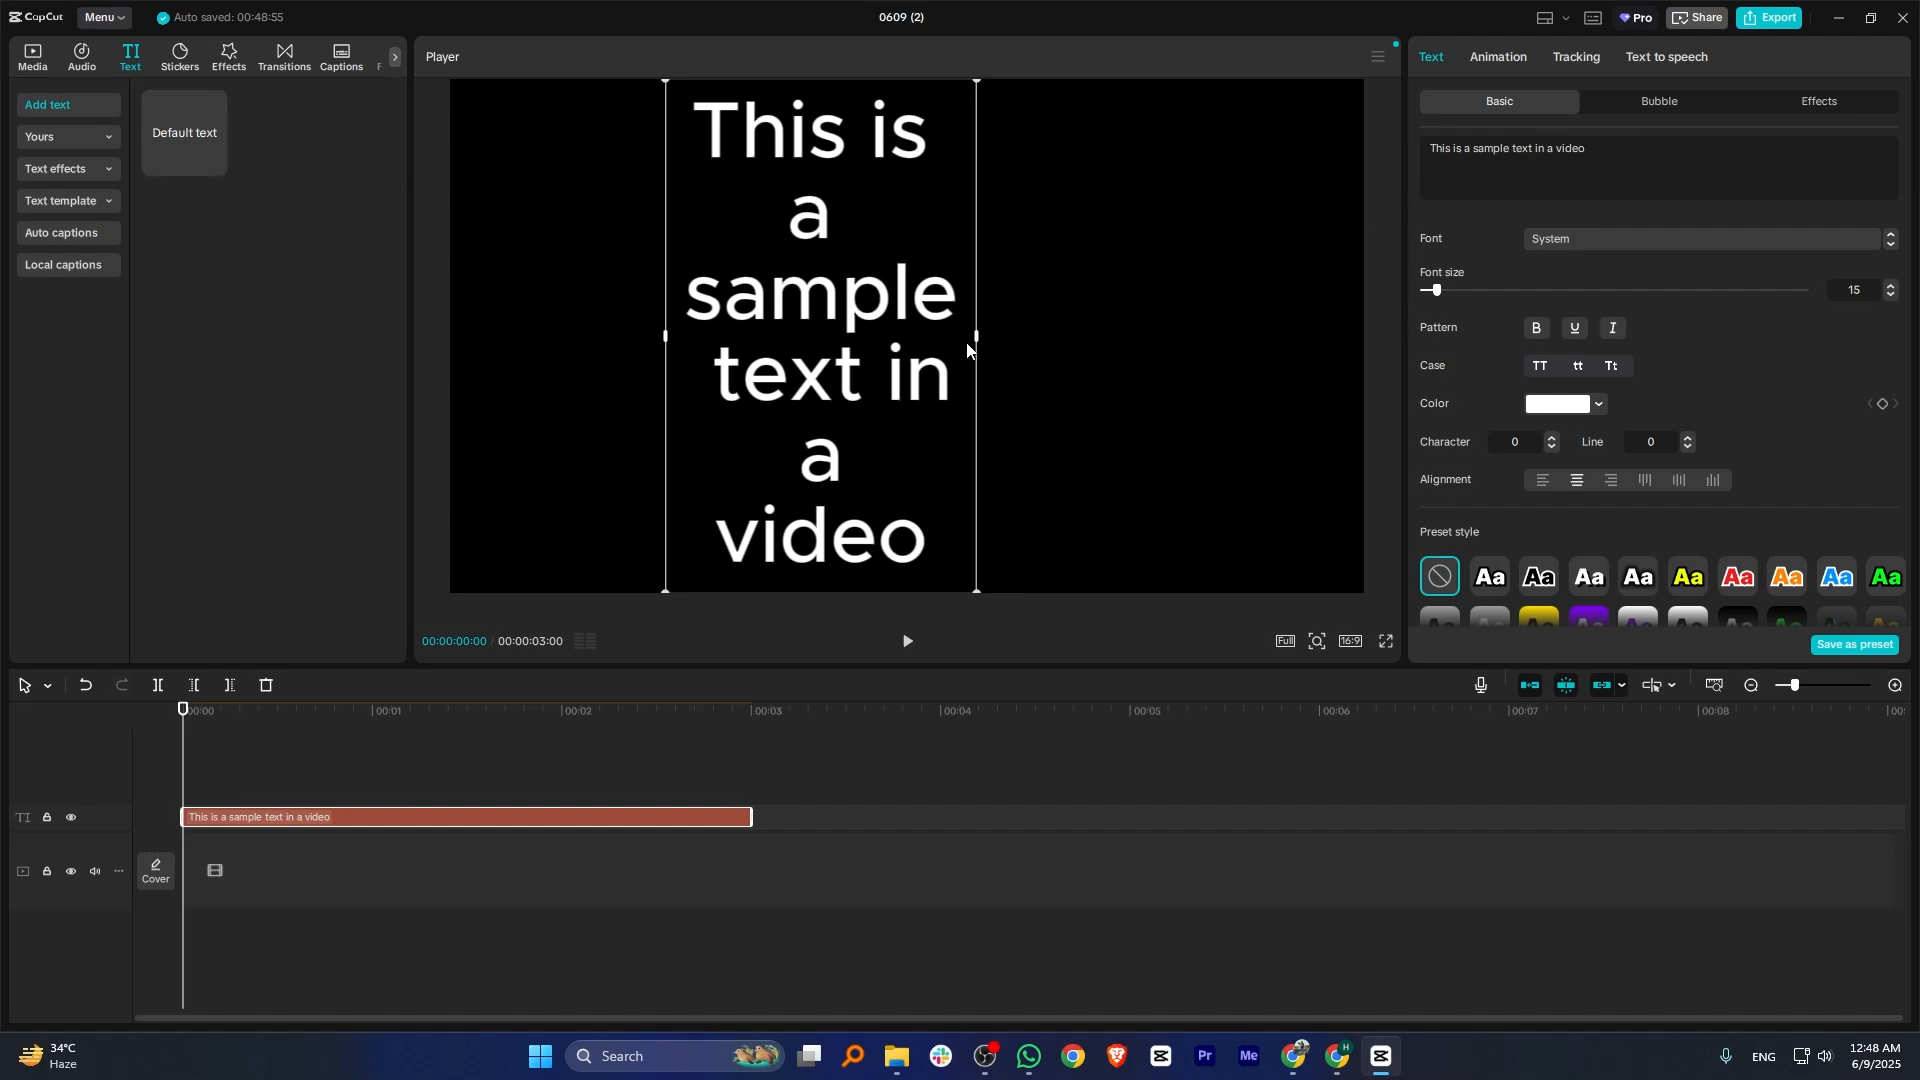 CapCut
Menu
Auto saved: 00:48:55
0609 (2)
Pro
Share
Export
Media
Audio
Text
Stickers
Effects
Transitions
Captions
F
Player
Text
Animation
Tracking
Text to speech
Add text
Yours
Text effects
Text template
Auto captions
Local captions
Default text
This is
a
sample
text in
a
video
Basic
Bubble
Effects
This is a sample text in a video
Font
System
Font size
15
Pattern
B U I
Case
TT tt Tt
Color
Character
0
Line
0
Alignment
Preset style
Aa Aa Aa Aa Aa Aa Aa Aa Aa
Save as preset
00:00:00:00 / 00:00:03:00
Full
16:9
00:00
00:01
00:02
00:03
00:04
00:05
00:06
00:07
00:08
TI
This is a sample text in a video
Cover
34°C
Haze
Search
Pr
Me
H
ENG
12:48 AM
6/9/2025